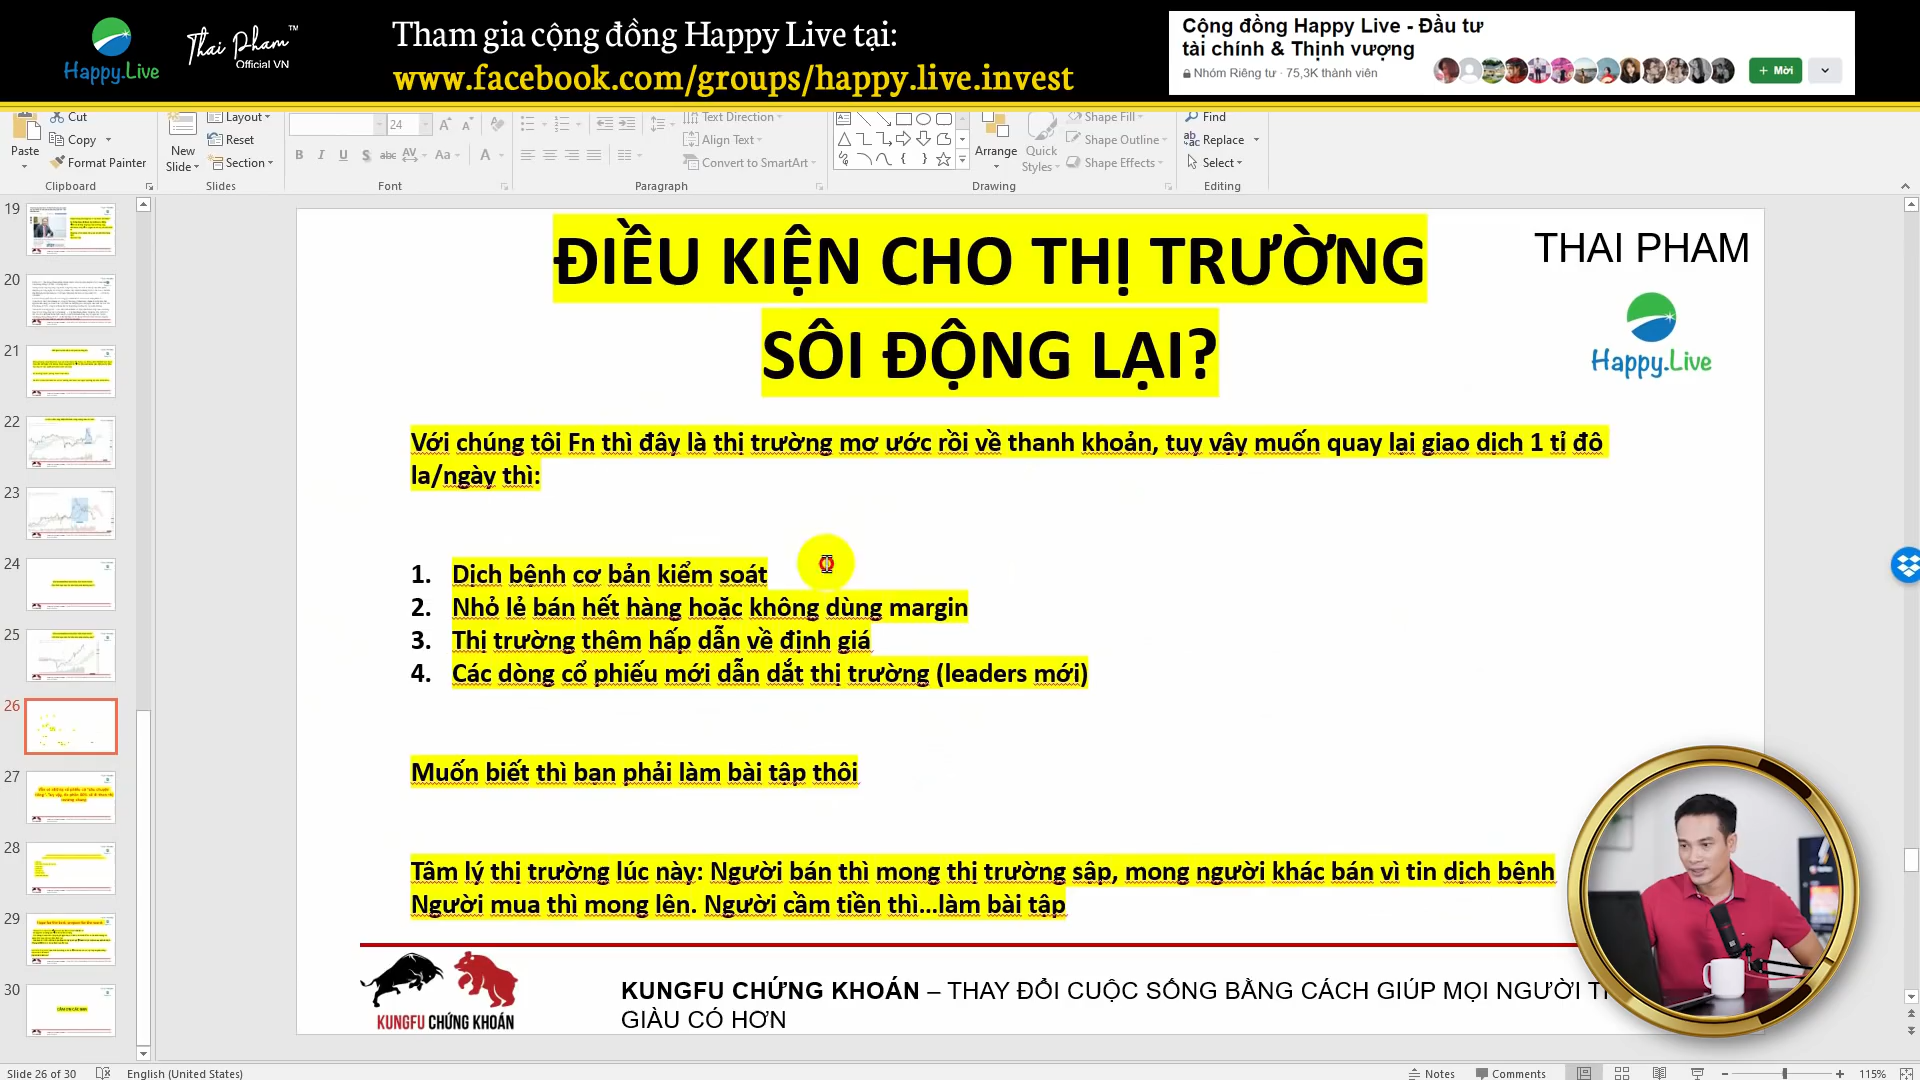 Happy.Live
Thai Pham™
Official VN
Tham gia cộng đồng Happy Live tại:
www.facebook.com/groups/happy.live.invest
Cộng đồng Happy Live - Đầu tư
tài chính & Thịnh vượng
Nhóm Riêng tư · 75,3K thành viên
+ Mời
Cut
Copy
Format Painter
Paste
Clipboard
New
Slide
Layout
Reset
Section
Slides
24
B I U S abc AV Aa A
Font
Text Direction
Align Text
Convert to SmartArt
Paragraph
Arrange
Quick
Styles
Shape Fill
Shape Outline
Shape Effects
Drawing
Find
Replace
Select
Editing
19
20
21
22
23
24
25
26
27
28
29
30
ĐIỀU KIỆN CHO THỊ TRƯỜNG
SÔI ĐỘNG LẠI?
THAI PHAM
Happy.Live
Với chúng tôi Fn thì đây là thị trường mơ ước rồi về thanh khoản, tuy vậy muốn quay lại giao dịch 1 tỉ đô
la/ngày thì:
1. Dịch bệnh cơ bản kiểm soát
2. Nhỏ lẻ bán hết hàng hoặc không dùng margin
3. Thị trường thêm hấp dẫn về định giá
4. Các dòng cổ phiếu mới dẫn dắt thị trường (leaders mới)
Muốn biết thì bạn phải làm bài tập thôi
Tâm lý thị trường lúc này: Người bán thì mong thị trường sập, mong người khác bán vì tin dịch bệnh
Người mua thì mong lên. Người cầm tiền thì...làm bài tập
KUNGFU CHỨNG KHOÁN
KUNGFU CHỨNG KHOÁN – THAY ĐỔI CUỘC SỐNG BẰNG CÁCH GIÚP MỌI NGƯỜI
GIÀU CÓ HƠN
Slide 26 of 30
English (United States)
Notes
Comments
115%